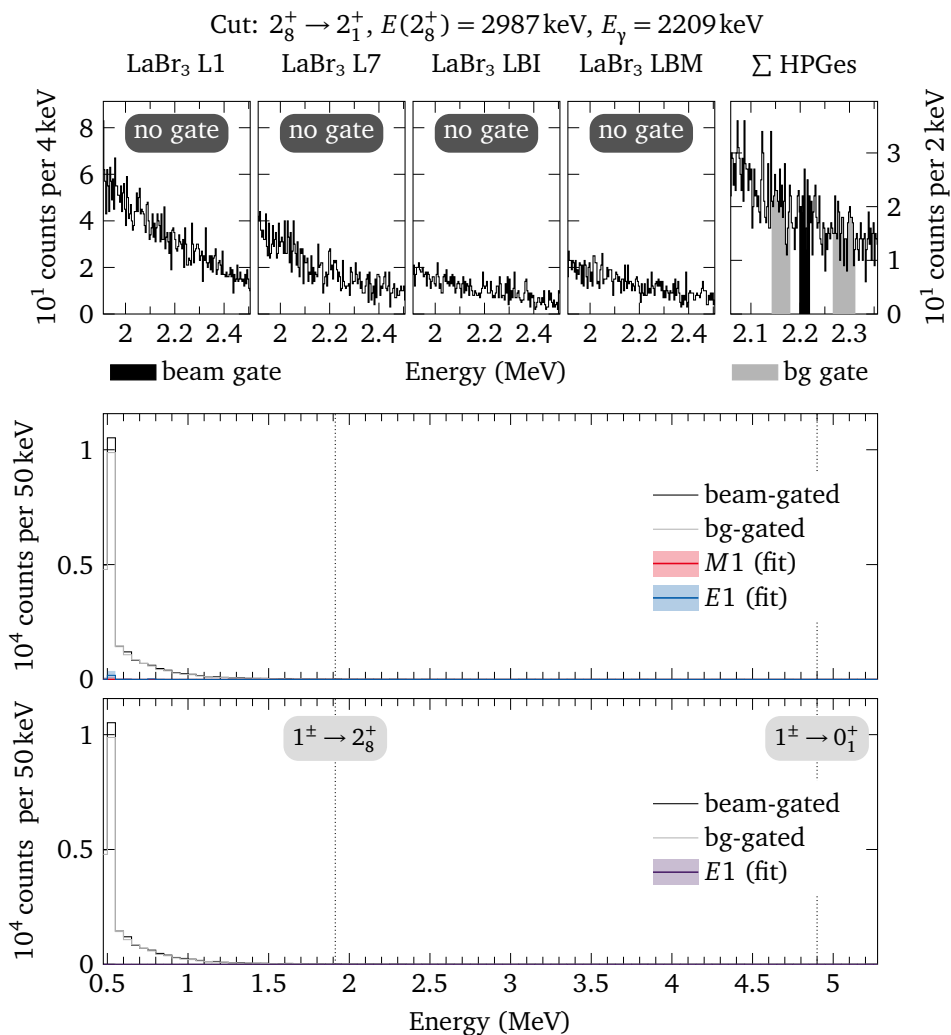 Cut: 2₈⁺ → 2₁⁺, E(2₈⁺) = 2987 keV, Eγ = 2209 keV
LaBr₃ L1 LaBr₃ L7 LaBr₃ LBI LaBr₃ LBM ∑ HPGes
10¹ counts per 4 keV
8
6
4
2
0
no gate no gate no gate no gate
3
2
1
0
10¹ counts per 2 keV
2 2.2 2.4 2 2.2 2.4 2 2.2 2.4 2 2.2 2.4 2.1 2.2 2.3
beam gate Energy (MeV) bg gate
10⁴ counts per 50 keV
1
0.5
0
beam-gated
bg-gated
M1 (fit)
E1 (fit)
10⁴ counts per 50 keV
1
0.5
0
1± → 2₈⁺ 1± → 0₁⁺
beam-gated
bg-gated
E1 (fit)
0.5 1 1.5 2 2.5 3 3.5 4 4.5 5
Energy (MeV)